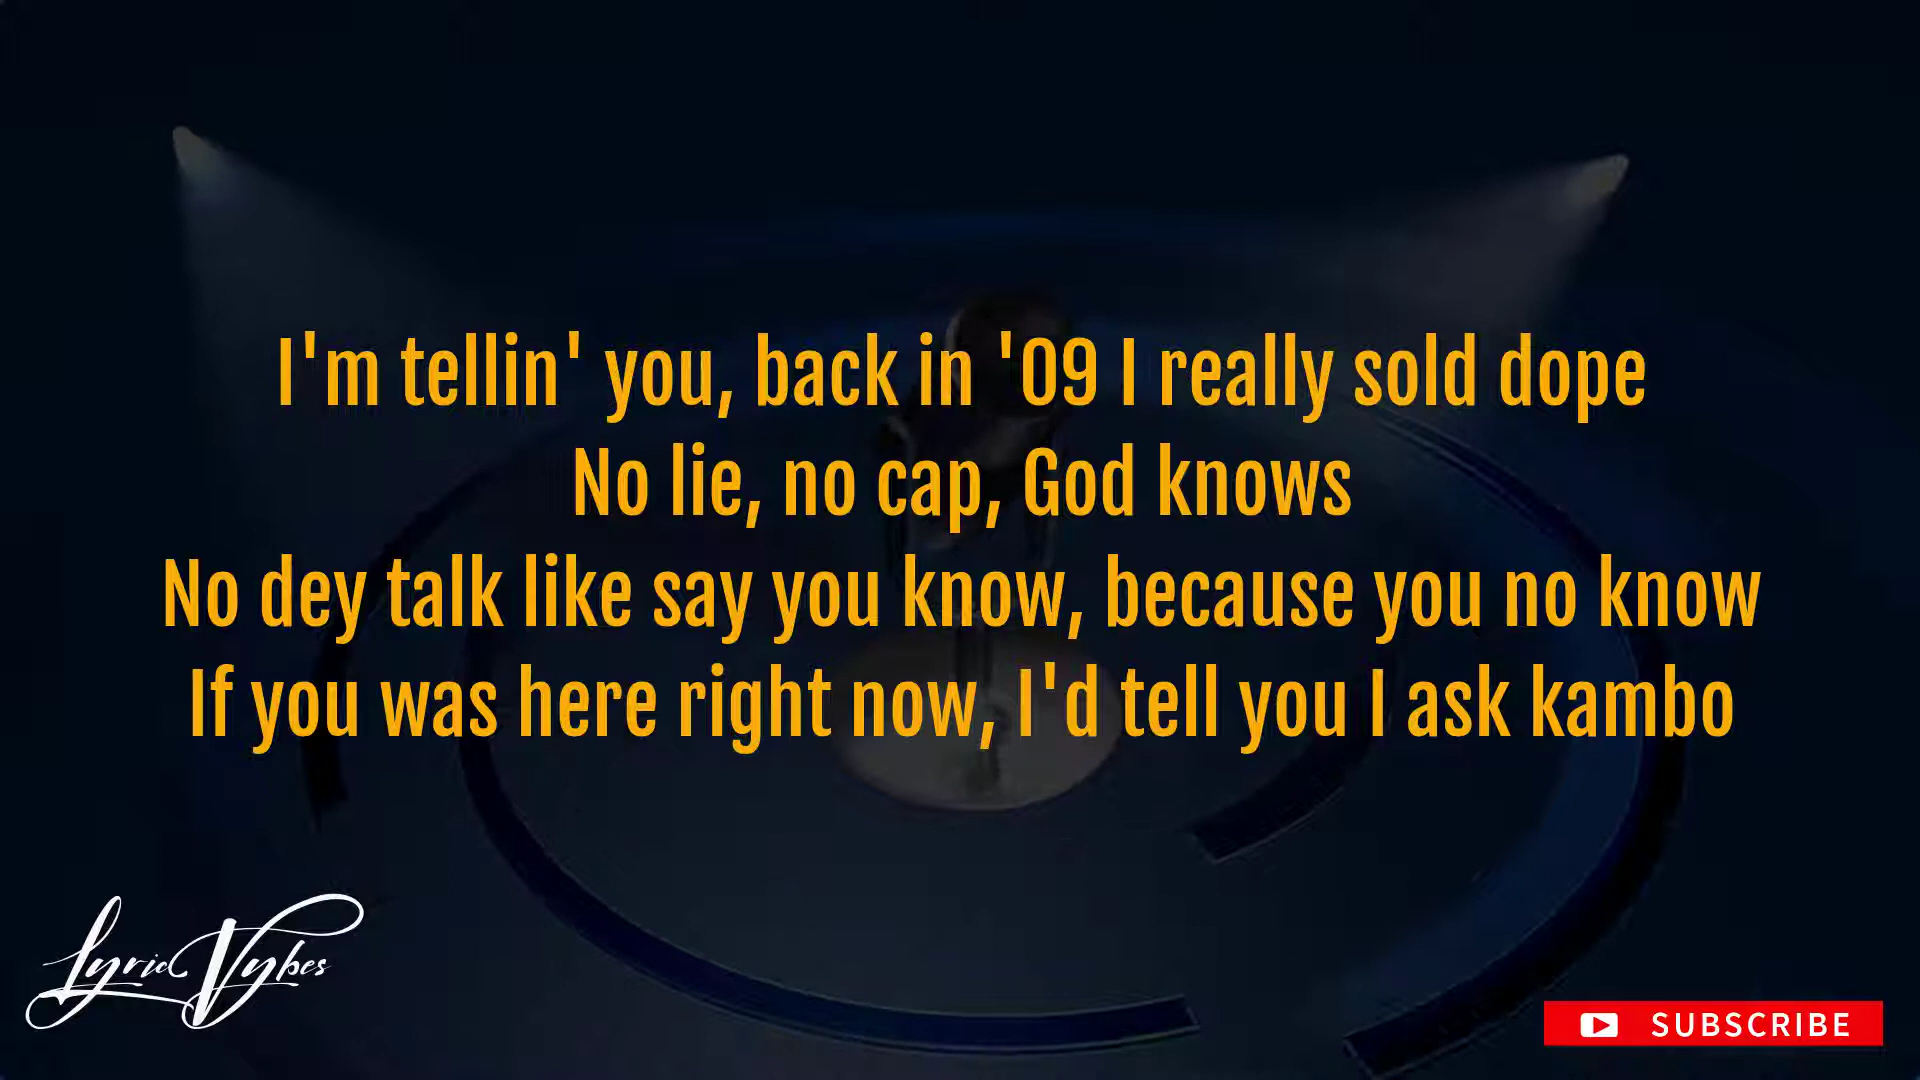 I'm tellin' you, back in '09 I really sold dope
No lie, no cap, God knows
No dey talk like say you know, because you no know
If you was here right now, I'd tell you I ask kambo
Lyric Vybes
SUBSCRIBE